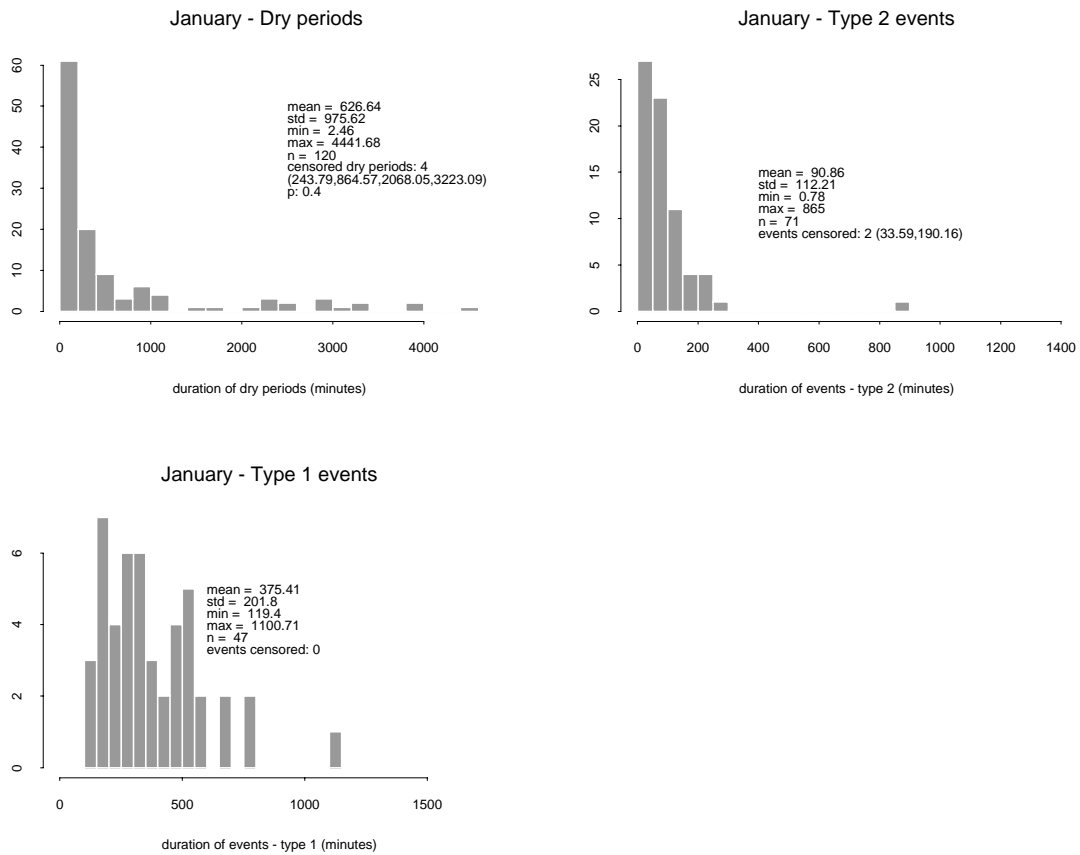 January - Dry periods
60
50
40
30
20
10
0
mean =  626.64
std =  975.62
min =  2.46
max =  4441.68
n =  120
censored dry periods: 4
(243.79,864.57,2068.05,3223.09)
p: 0.4
0 1000 2000 3000 4000
duration of dry periods (minutes)
January - Type 2 events
25
20
15
10
5
0
mean =  90.86
std =  112.21
min =  0.78
max =  865
n =  71
events censored: 2 (33.59,190.16)
0 200 400 600 800 1000 1200 1400
duration of events - type 2 (minutes)
January - Type 1 events
6
4
2
0
mean =  375.41
std =  201.8
min =  119.4
max =  1100.71
n =  47
events censored: 0
0 500 1000 1500
duration of events - type 1 (minutes)